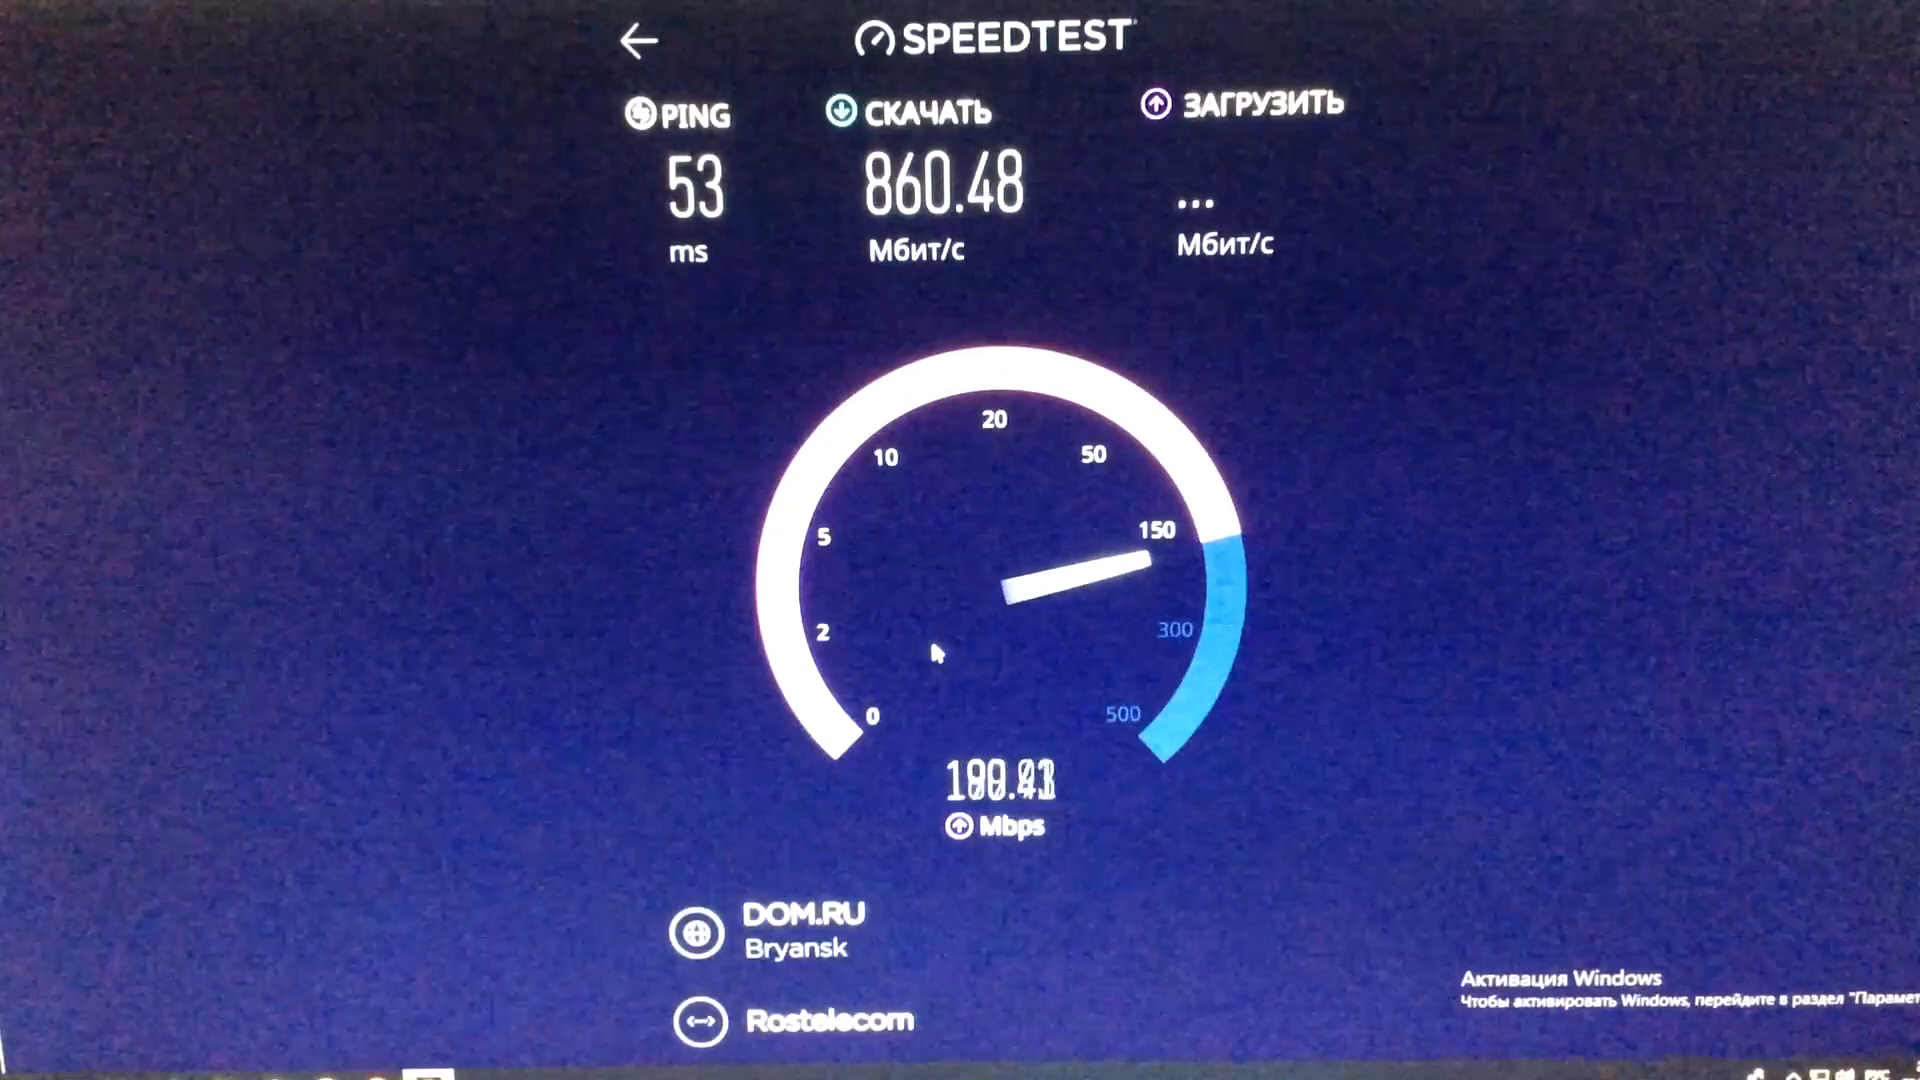 SPEEDTEST
PING
СКАЧАТЬ
ЗАГРУЗИТЬ
53
860.48
...
ms
Мбит/с
Мбит/с
20
10
50
5
150
2
300
0
500
Mbps
DOM.RU
Bryansk
Rostelecom
Активация Windows
Чтобы активировать Windows, перейдите в раздел "Парамет